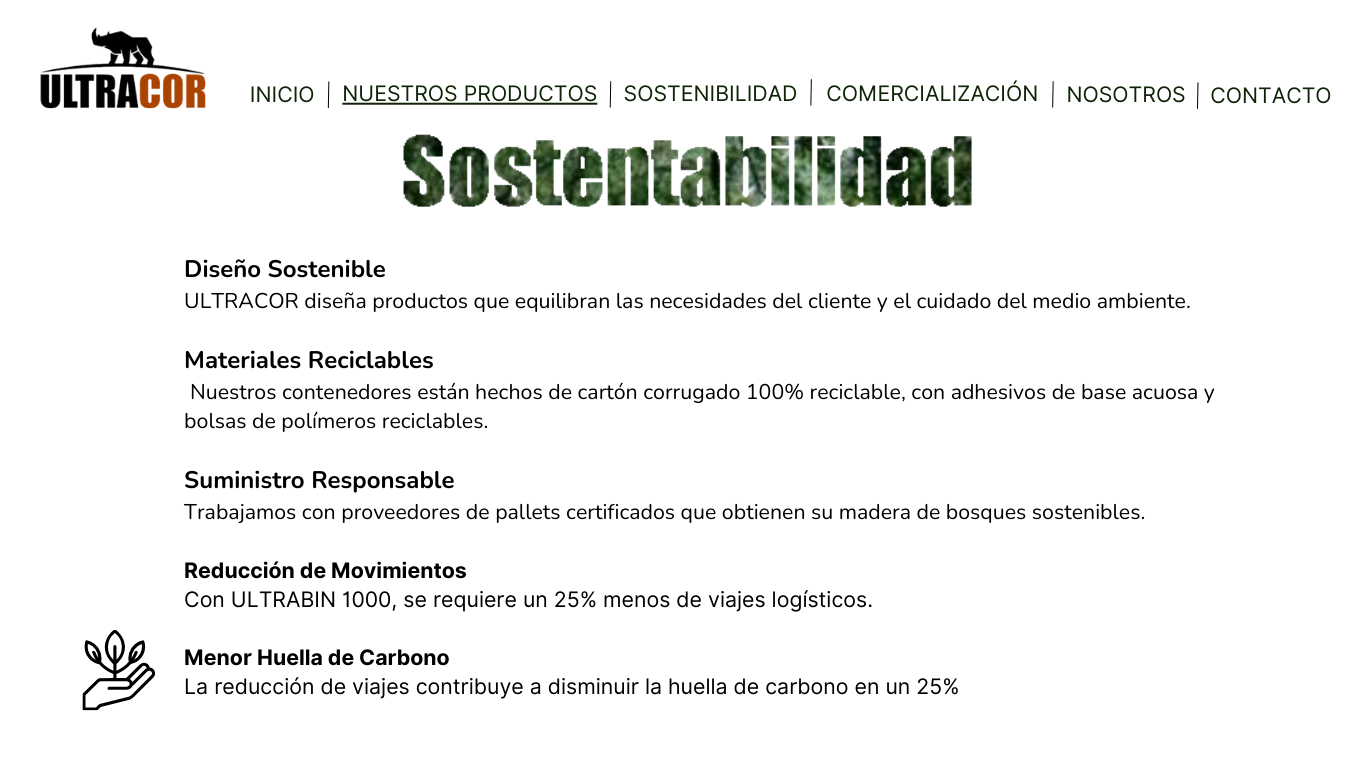 ULTRACOR
INICIO | NUESTROS PRODUCTOS | SOSTENIBILIDAD | COMERCIALIZACIÓN | NOSOTROS | CONTACTO
Sostentabilidad
Diseño Sostenible
ULTRACOR diseña productos que equilibran las necesidades del cliente y el cuidado del medio ambiente.
Materiales Reciclables
Nuestros contenedores están hechos de cartón corrugado 100% reciclable, con adhesivos de base acuosa y
bolsas de polímeros reciclables.
Suministro Responsable
Trabajamos con proveedores de pallets certificados que obtienen su madera de bosques sostenibles.
Reducción de Movimientos
Con ULTRABIN 1000, se requiere un 25% menos de viajes logísticos.
Menor Huella de Carbono
La reducción de viajes contribuye a disminuir la huella de carbono en un 25%